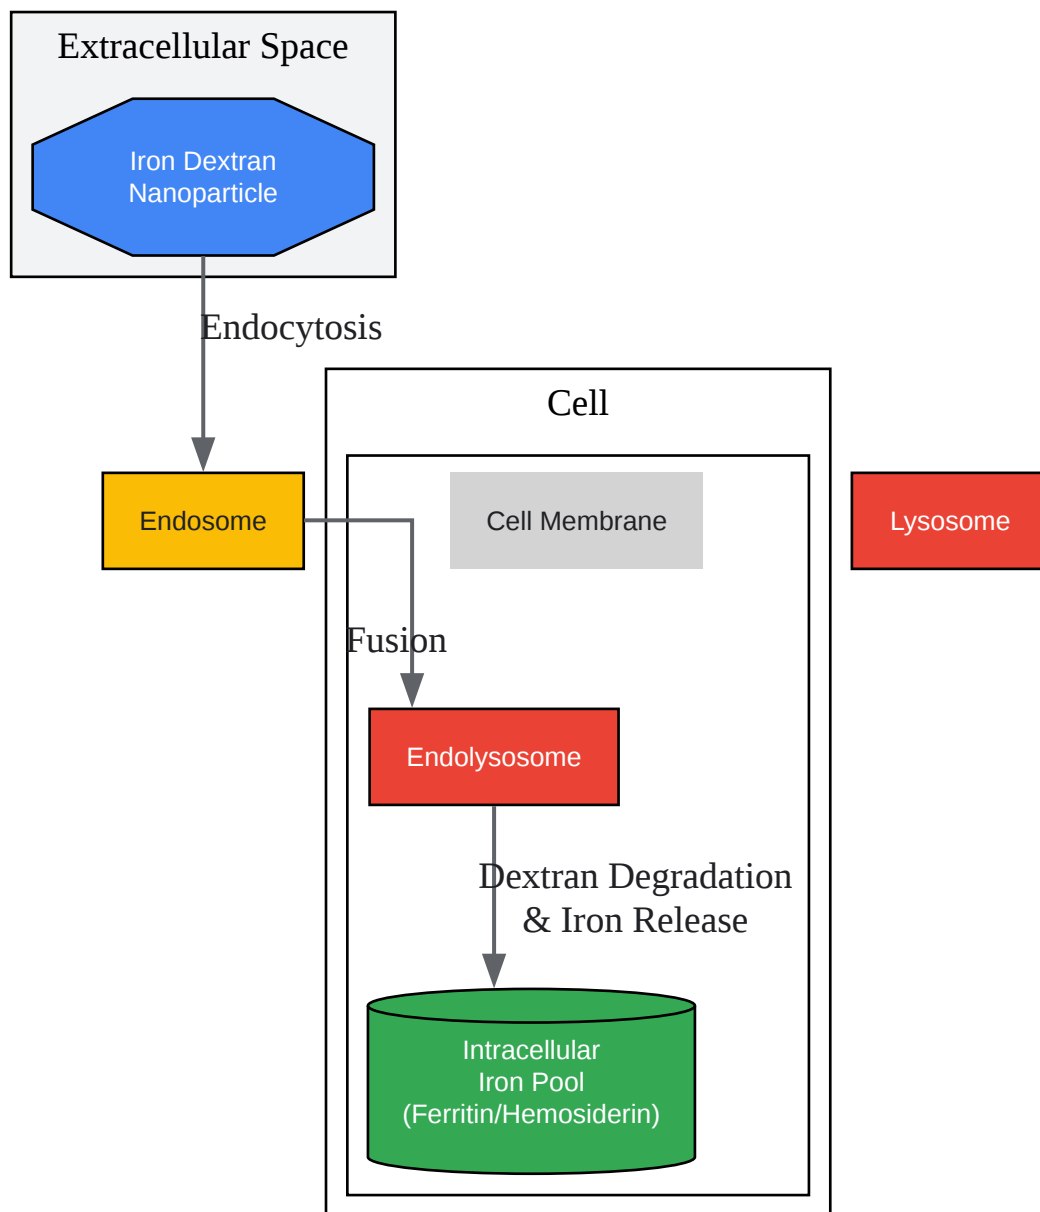 Extracellular Space
Iron Dextran
Nanoparticle
Endocytosis
Cell
Endosome
Cell Membrane
Lysosome
Fusion
Endolysosome
Dextran Degradation
& Iron Release
Intracellular
Iron Pool
(Ferritin/Hemosiderin)